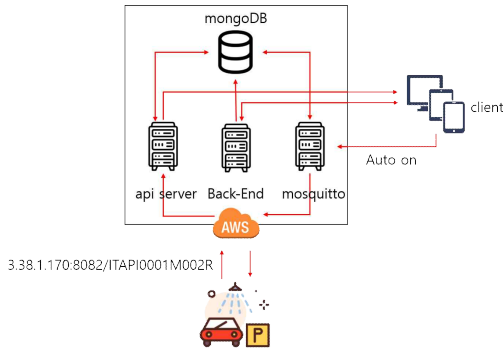 mongoDB
client
Auto on
api server
Back-End
mosquitto
AWS
3.38.1.170:8082/ITAPI0001M002R
P